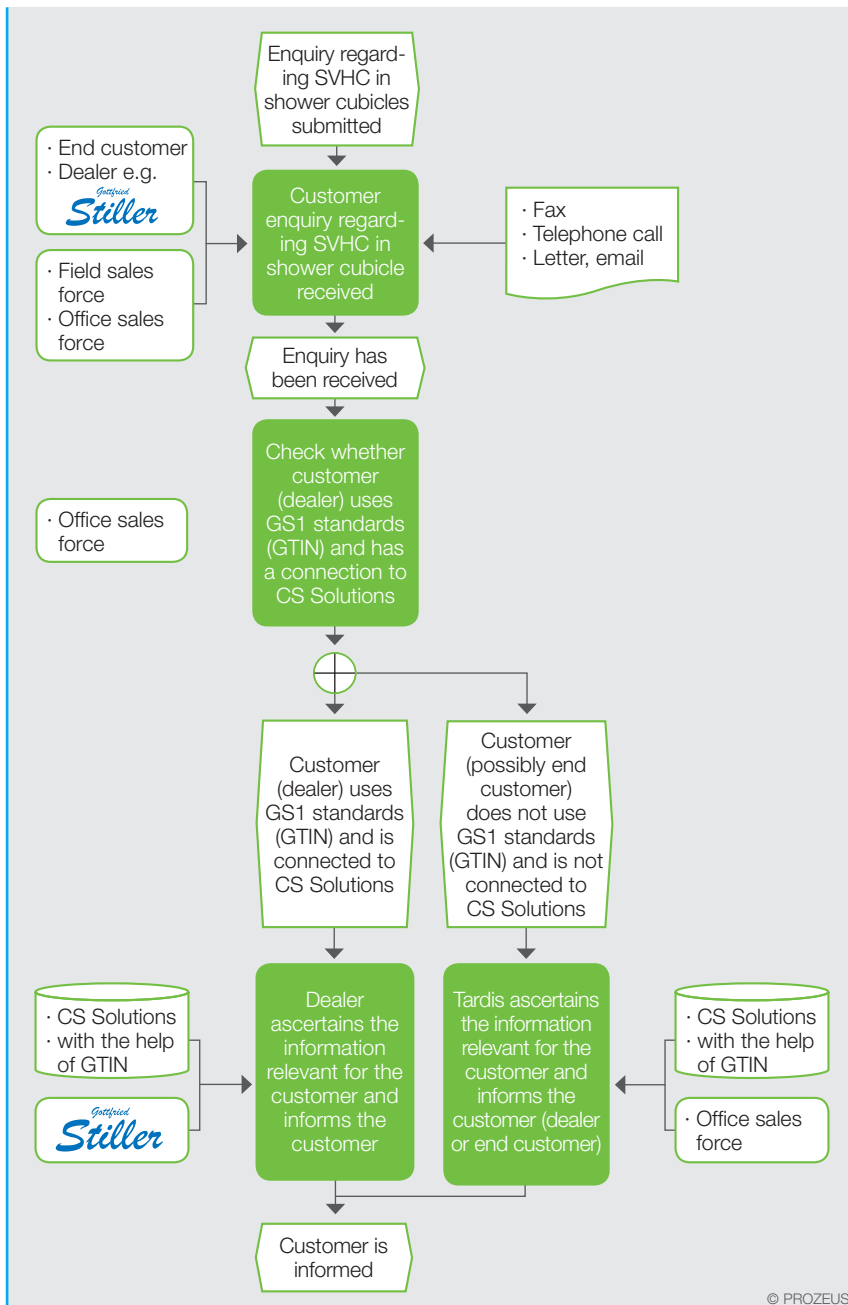 Enquiry regard-
ing SVHC in
shower cubicles
submitted
· End customer
· Dealer e.g.
Gottfried
Stiller
· Field sales
force
· Office sales
force
Customer
enquiry regard-
ing SVHC in
shower cubicle
received
· Fax
· Telephone call
· Letter, email
Enquiry has
been received
Check whether
customer
(dealer) uses
GS1 standards
(GTIN) and has
a connection to
CS Solutions
· Office sales
force
Customer
(dealer) uses
GS1 standards
(GTIN) and is
connected to
CS Solutions
Customer
(possibly end
customer)
does not use
GS1 standards
(GTIN) and is not
connected to
CS Solutions
· CS Solutions
· with the help
of GTIN
Gottfried
Stiller
Dealer
ascertains the
information
relevant for the
customer and
informs the
customer
Tardis ascertains
the information
relevant for the
customer and
informs the
customer (dealer
or end customer)
· CS Solutions
· with the help
of GTIN
· Office sales
force
Customer is
informed
© PROZEUS